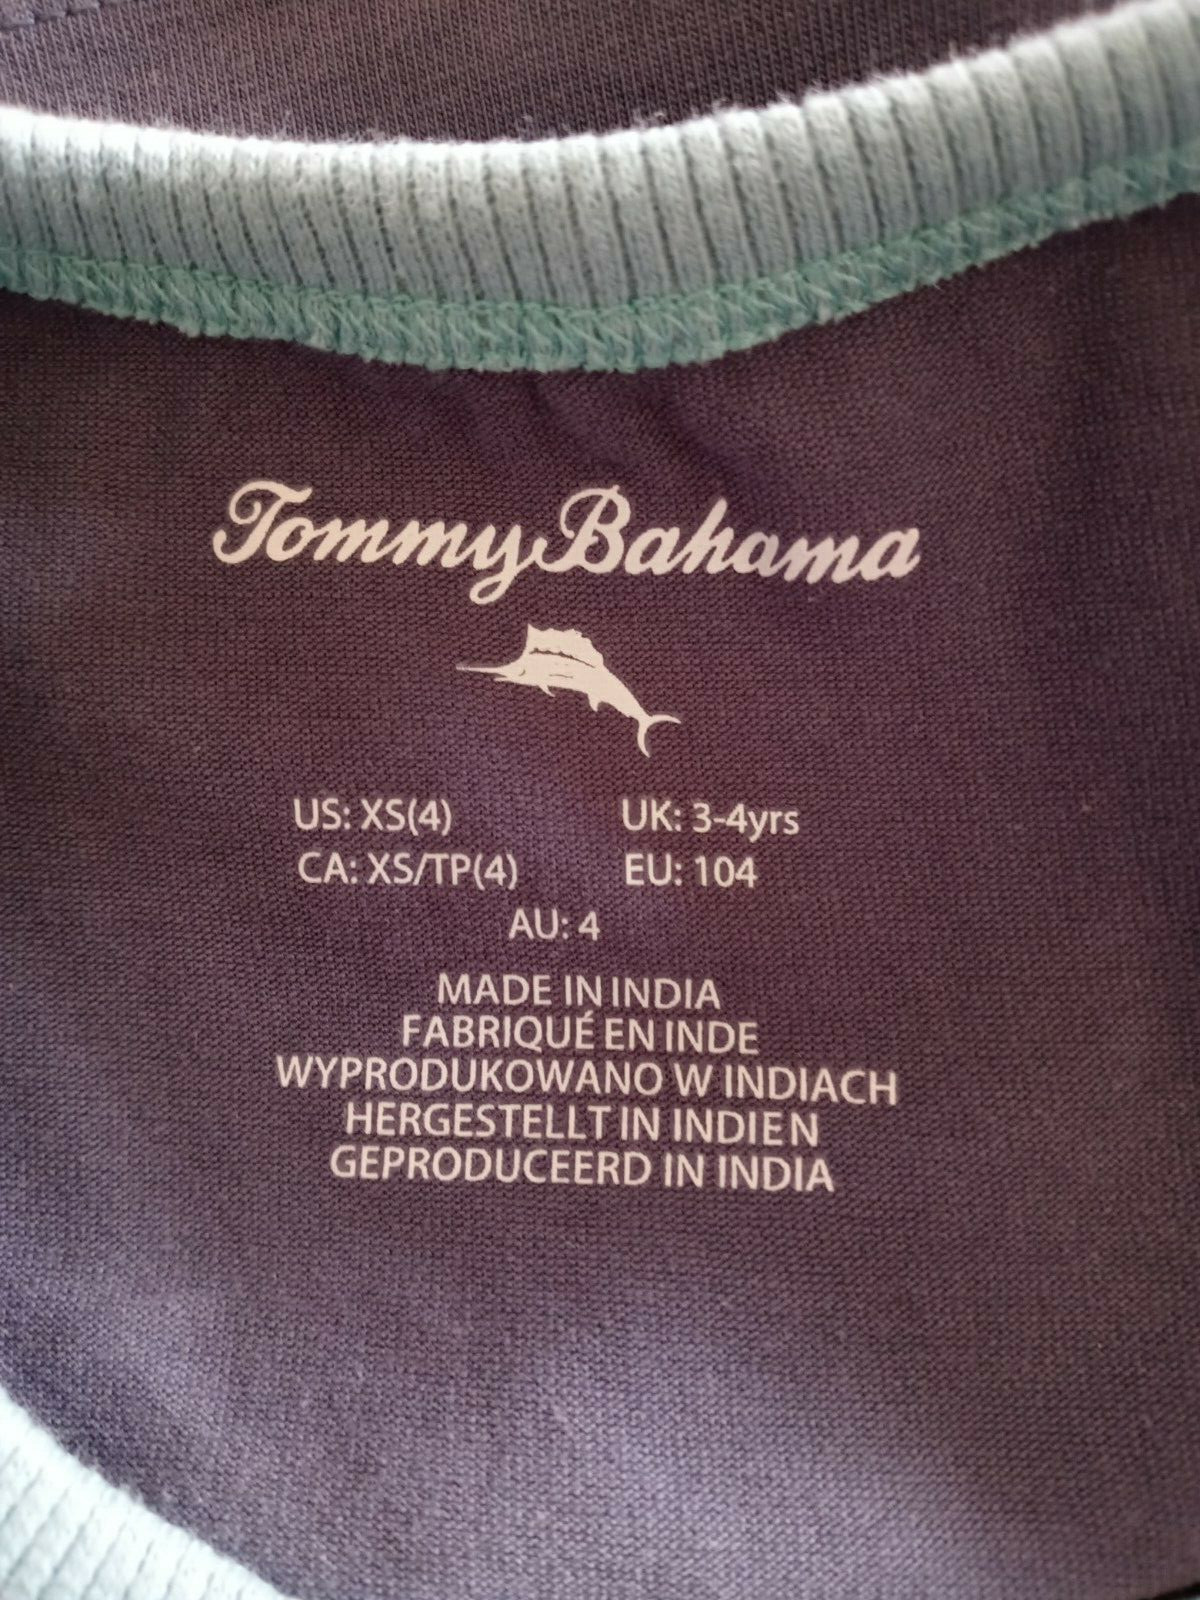 Tommy Bahama
US: XS(4) UK: 3-4yrs
CA: XS/TP(4) EU: 104
AU: 4
MADE IN INDIA
FABRIQUÉ EN INDE
WYPRODUKOWANO W INDIACH
HERGESTELLT IN INDIEN
GEPRODUCEERD IN INDIA